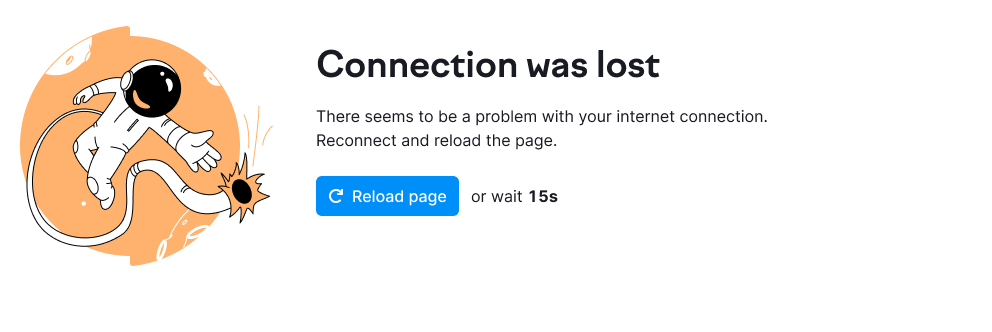 Connection was lost
There seems to be a problem with your internet connection.
Reconnect and reload the page.
Reload page or wait 15s